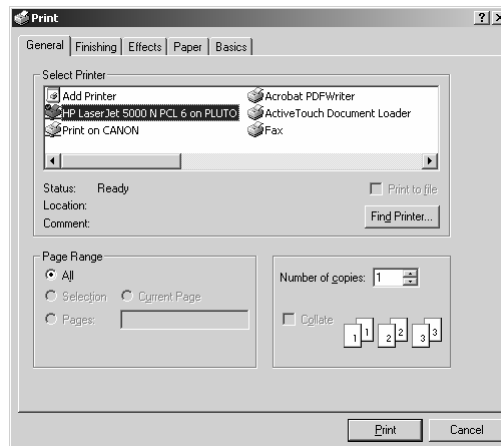 Print
General Finishing Effects Paper Basics
Select Printer
Add Printer Acrobat PDFWriter
HP LaserJet 5000 N PCL 6 on PLUTO ActiveTouch Document Loader
Print on CANON Fax
Status: Ready Print to file
Location:
Comment: Find Printer...
Page Range
All Number of copies: 1
Selection Current Page
Pages: Collate
1 1 2 2 3 3
Print Cancel